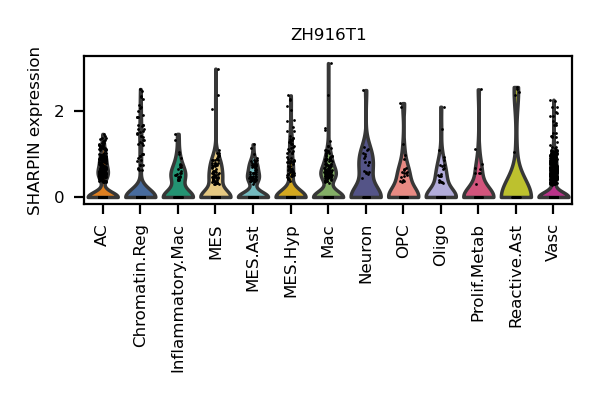 ZH916T1
SHARPIN expression
2
0
AC
Chromatin.Reg
Inflammatory.Mac
MES
MES.Ast
MES.Hyp
Mac
Neuron
OPC
Oligo
Prolif.Metab
Reactive.Ast
Vasc